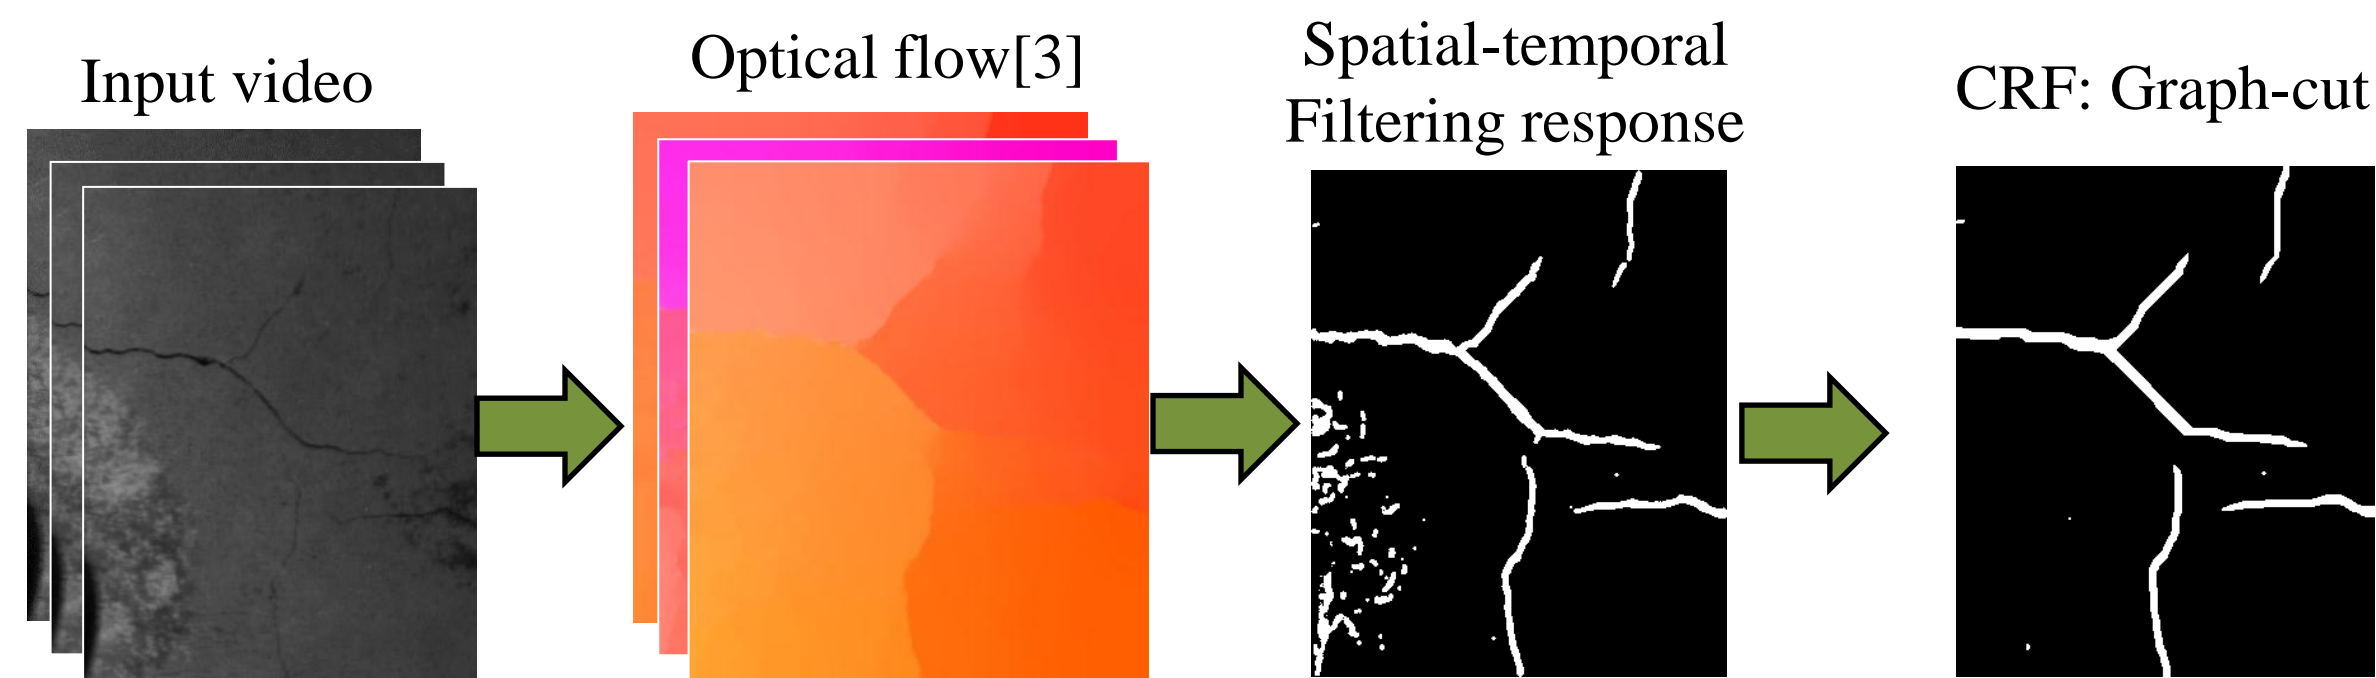 Input video
Optical flow[3]
Spatial-temporal
Filtering response
CRF: Graph-cut